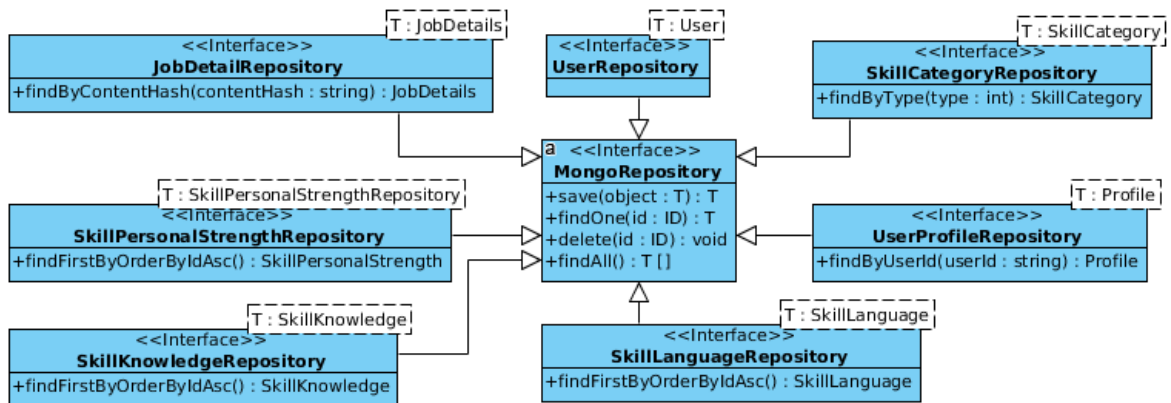 T : JobDetails
<<Interface>>
JobDetailRepository
+findByContentHash(contentHash : string) : JobDetails
T : User
<<Interface>>
UserRepository
T : SkillCategory
<<Interface>>
SkillCategoryRepository
+findByType(type : int) : SkillCategory
a
<<Interface>>
MongoRepository
+save(object : T) : T
+findOne(id : ID) : T
+delete(id : ID) : void
+findAll() : T []
T : SkillPersonalStrengthRepository
<<Interface>>
SkillPersonalStrengthRepository
+findFirstByOrderByIdAsc() : SkillPersonalStrength
T : Profile
<<Interface>>
UserProfileRepository
+findByUserId(userId : string) : Profile
T : SkillKnowledge
<<Interface>>
SkillKnowledgeRepository
+findFirstByOrderByIdAsc() : SkillKnowledge
T : SkillLanguage
<<Interface>>
SkillLanguageRepository
+findFirstByOrderByIdAsc() : SkillLanguage